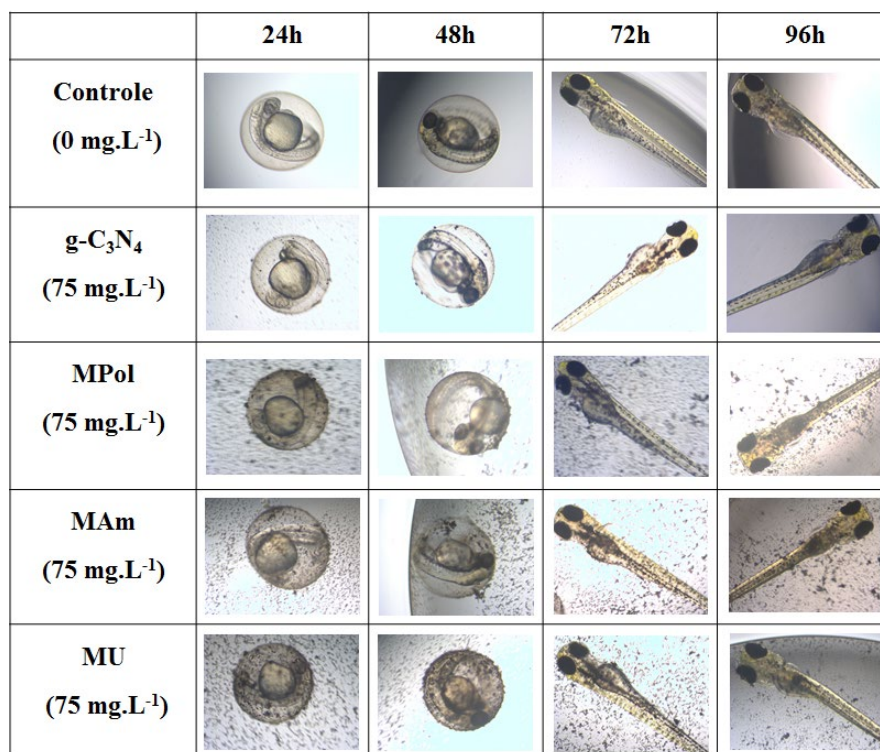 24h 48h 72h 96h
Controle
(0 mg.L⁻¹)
g-C₃N₄
(75 mg.L⁻¹)
MPol
(75 mg.L⁻¹)
MAm
(75 mg.L⁻¹)
MU
(75 mg.L⁻¹)